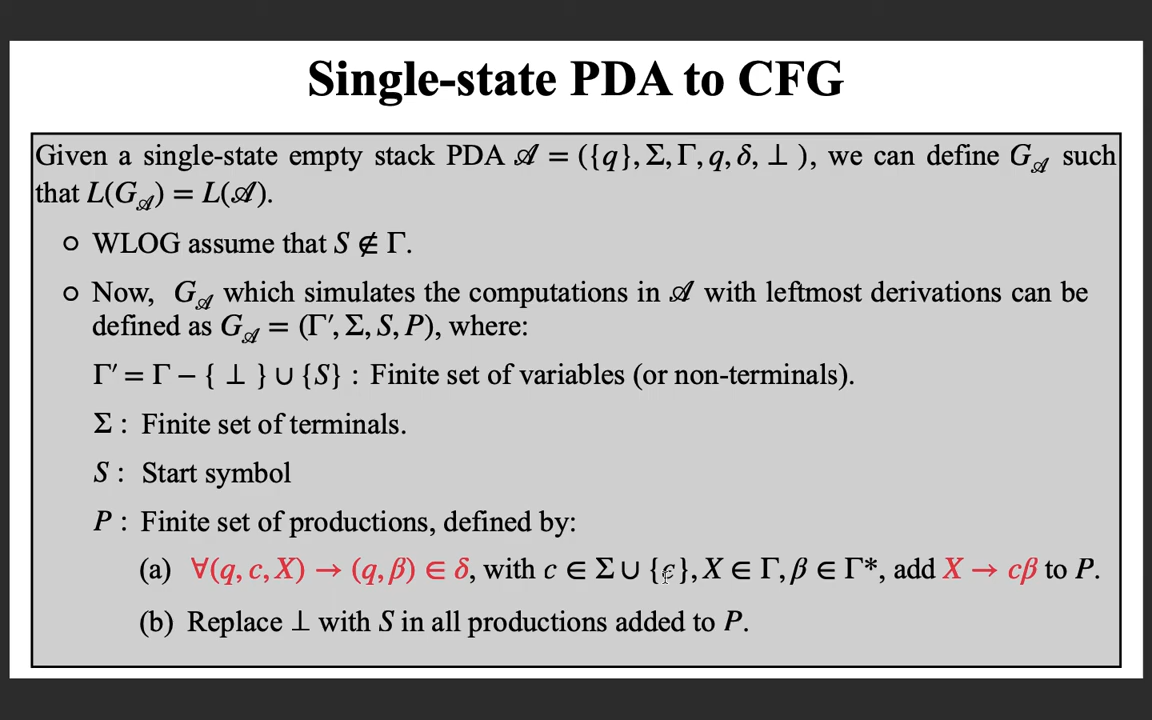 Single-state PDA to CFG
Given a single-state empty stack PDA 𝒜 = ({q}, Σ, Γ, q, δ, ⊥ ), we can define G𝒜 such
that L(G𝒜) = L(𝒜).
○ WLOG assume that S ∉ Γ.
○ Now, G𝒜 which simulates the computations in 𝒜 with leftmost derivations can be
defined as G𝒜 = (Γ′, Σ, S, P), where:
Γ′ = Γ − { ⊥ } ∪ {S} : Finite set of variables (or non-terminals).
Σ : Finite set of terminals.
S : Start symbol
P : Finite set of productions, defined by:
(a) ∀(q, c, X) → (q, β) ∈ δ, with c ∈ Σ ∪ {ϵ}, X ∈ Γ, β ∈ Γ*, add X → cβ to P.
(b) Replace ⊥ with S in all productions added to P.